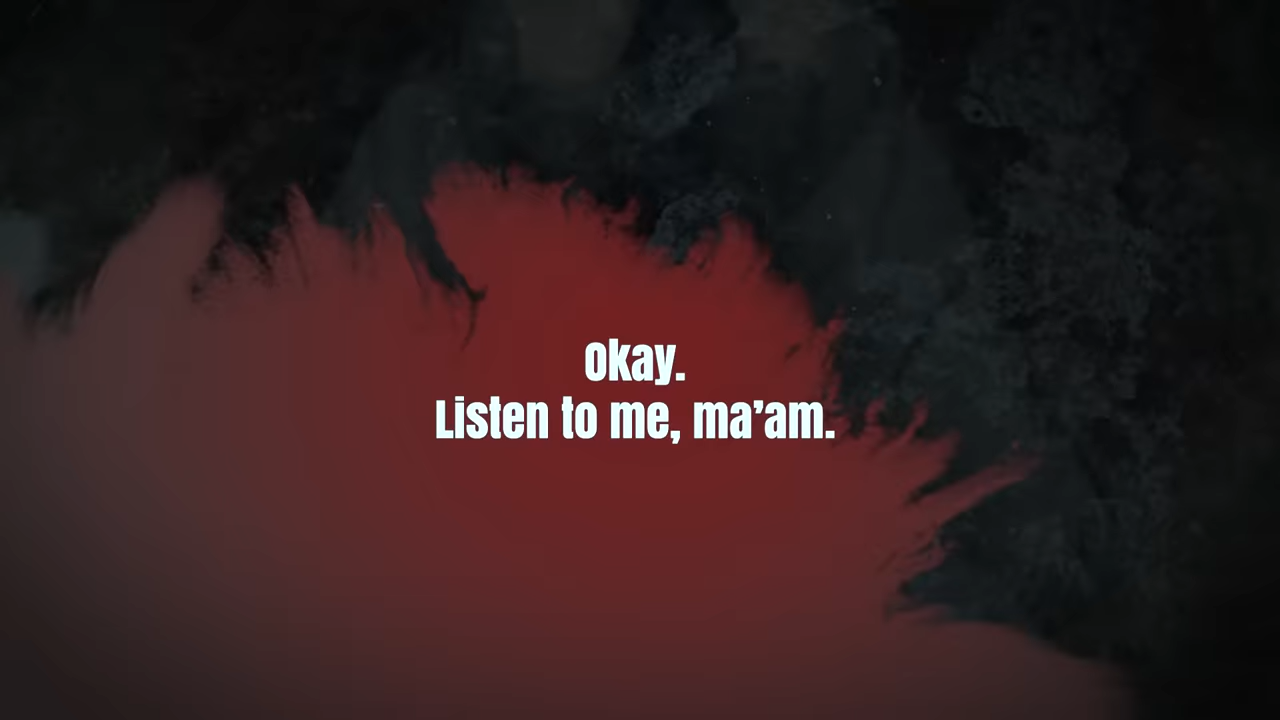 Okay.
Listen to me, ma’am.